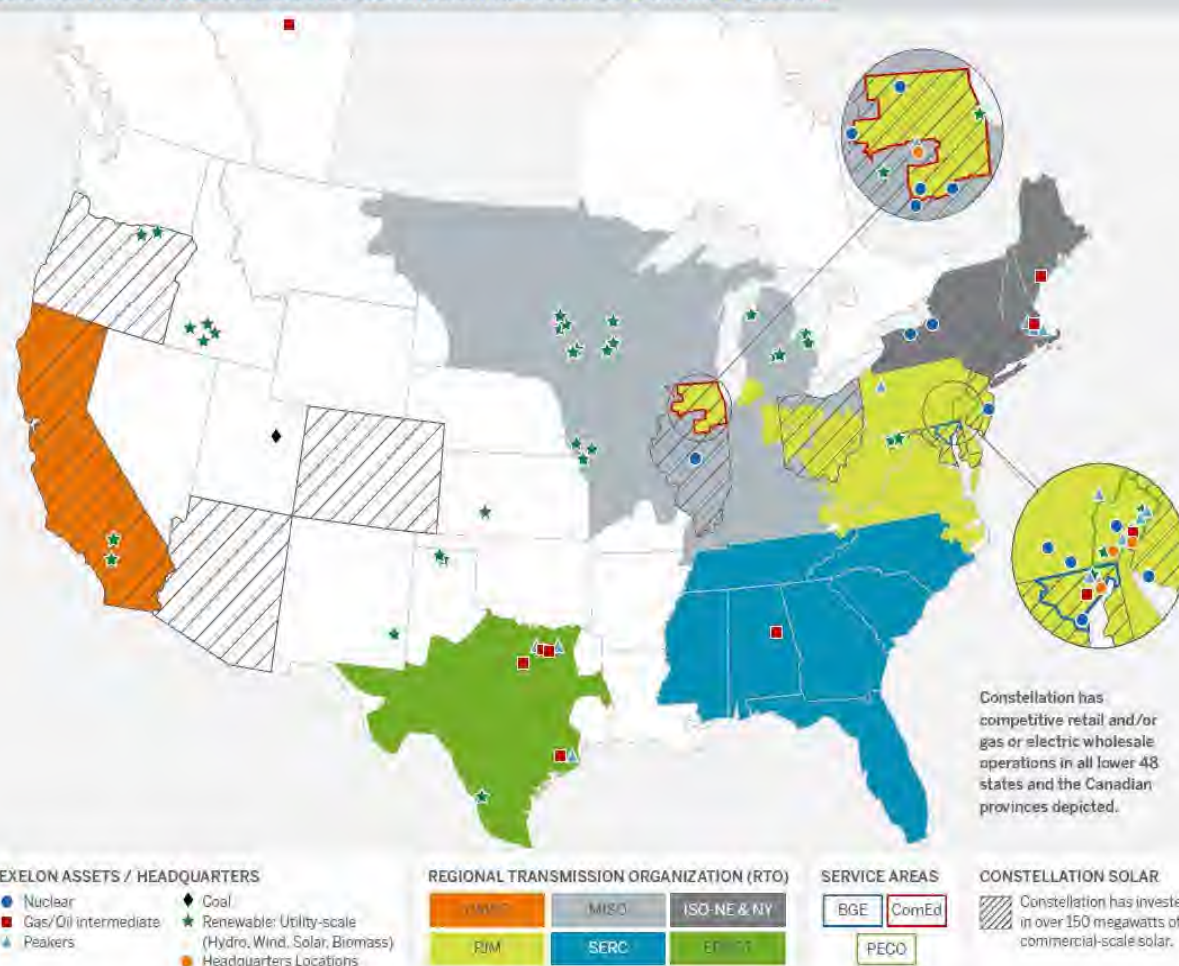 Constellation has
competitive retail and/or
gas or electric wholesale
operations in all lower 48
states and the Canadian
provinces depicted.
EXELON ASSETS / HEADQUARTERS
Nuclear
Gas/Oil intermediate
Peakers
Coal
Renewable: Utility-scale
(Hydro, Wind, Solar, Biomass)
Headquarters Locations
REGIONAL TRANSMISSION ORGANIZATION (RTO)
MISO
ISO-NE & NY
PJM
SERC
ERCOT
SERVICE AREAS
BGE
ComEd
PECO
CONSTELLATION SOLAR
Constellation has investe
in over 150 megawatts of
commercial-scale solar.